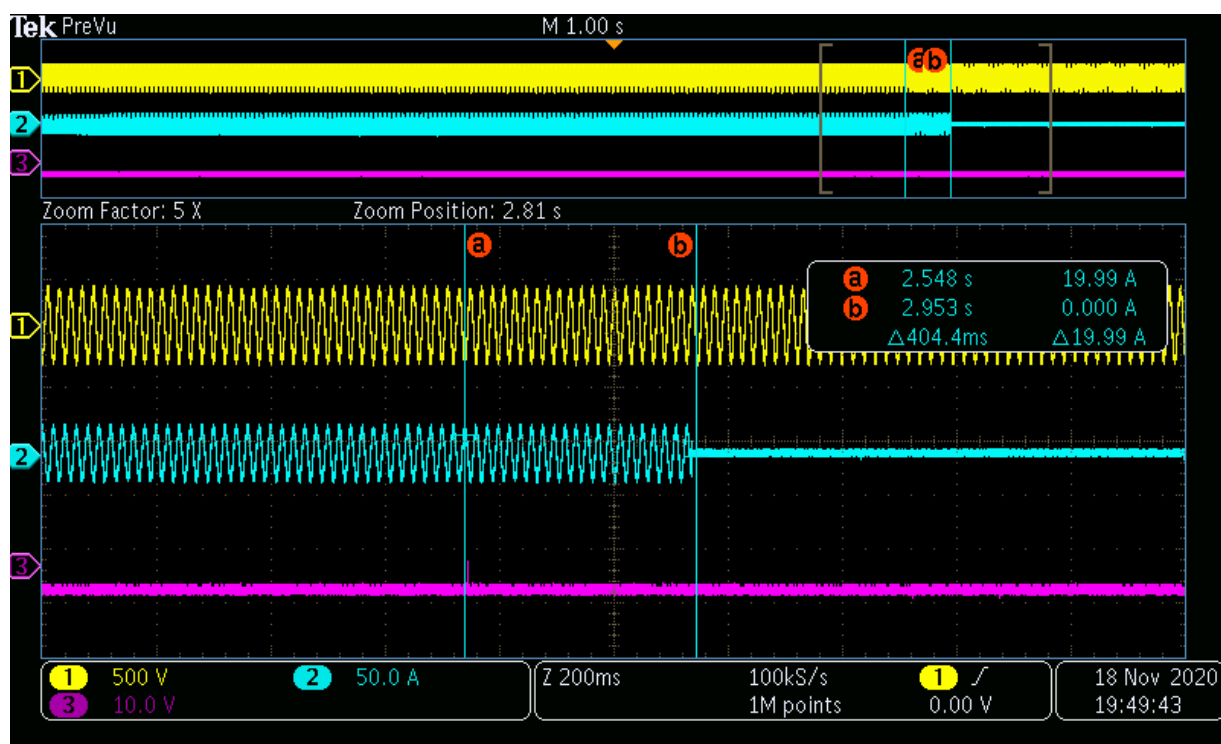 Tek PreVu M 1.00 s
a b
1
2
3
Zoom Factor: 5 X Zoom Position: 2.81 s
a b
a 2.548 s 19.99 A
b 2.953 s 0.000 A
△404.4ms △19.99 A
1
2
3
1 500 V 2 50.0 A
3 10.0 V
Z 200ms 100kS/s 1 /
1M points 0.00 V
18 Nov 2020
19:49:43